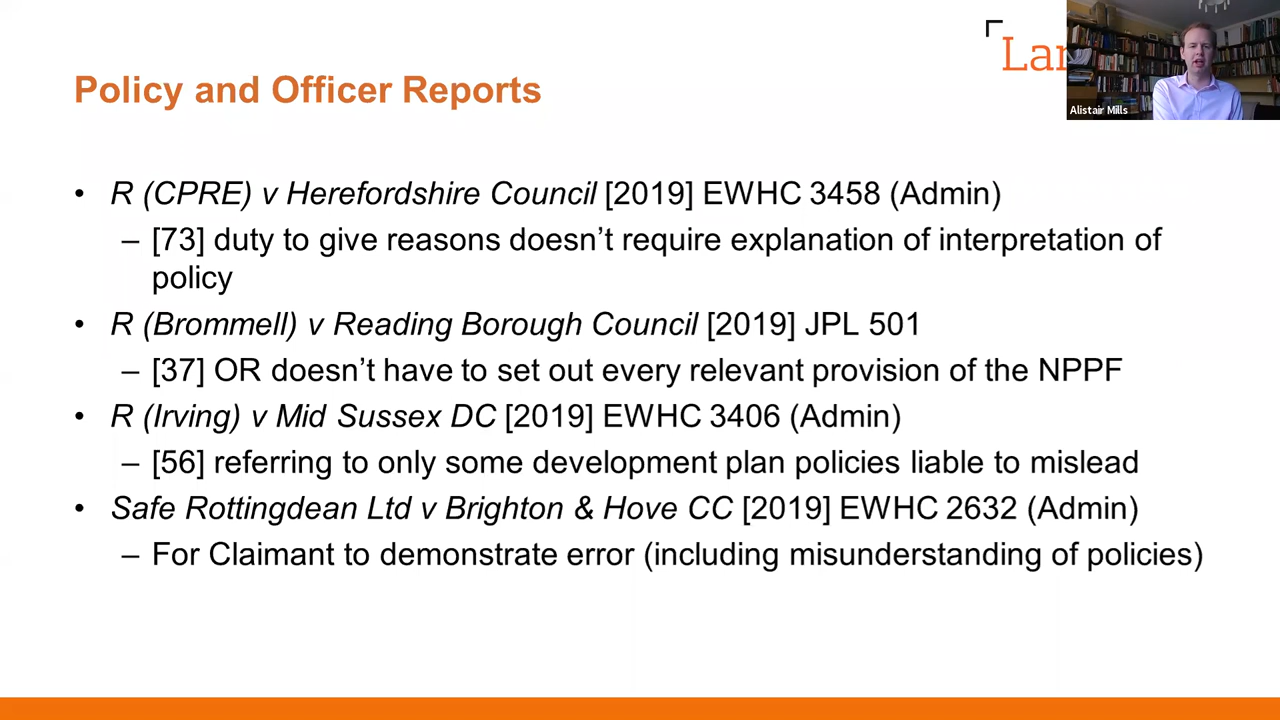 Policy and Officer Reports
Alistair Mills
• R (CPRE) v Herefordshire Council [2019] EWHC 3458 (Admin)
– [73] duty to give reasons doesn’t require explanation of interpretation of
policy
• R (Brommell) v Reading Borough Council [2019] JPL 501
– [37] OR doesn’t have to set out every relevant provision of the NPPF
• R (Irving) v Mid Sussex DC [2019] EWHC 3406 (Admin)
– [56] referring to only some development plan policies liable to mislead
• Safe Rottingdean Ltd v Brighton & Hove CC [2019] EWHC 2632 (Admin)
– For Claimant to demonstrate error (including misunderstanding of policies)